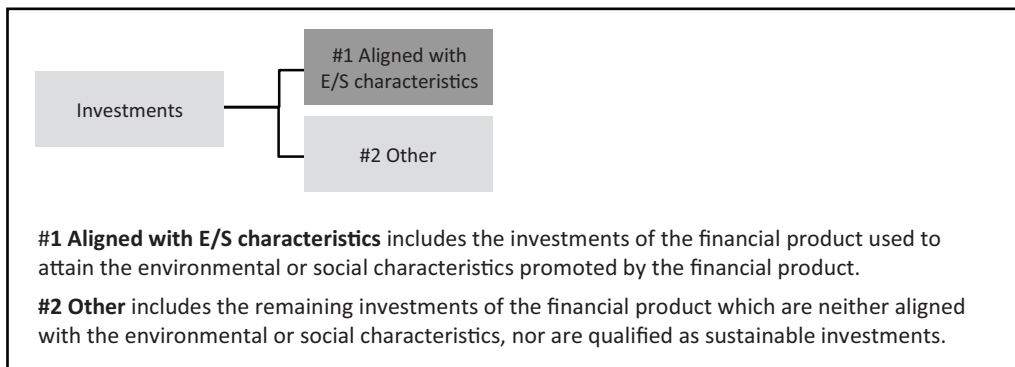 #1 Aligned with
E/S characteristics
Investments
#2 Other
#1 Aligned with E/S characteristics includes the investments of the financial product used to
attain the environmental or social characteristics promoted by the financial product.
#2 Other includes the remaining investments of the financial product which are neither aligned
with the environmental or social characteristics, nor are qualified as sustainable investments.